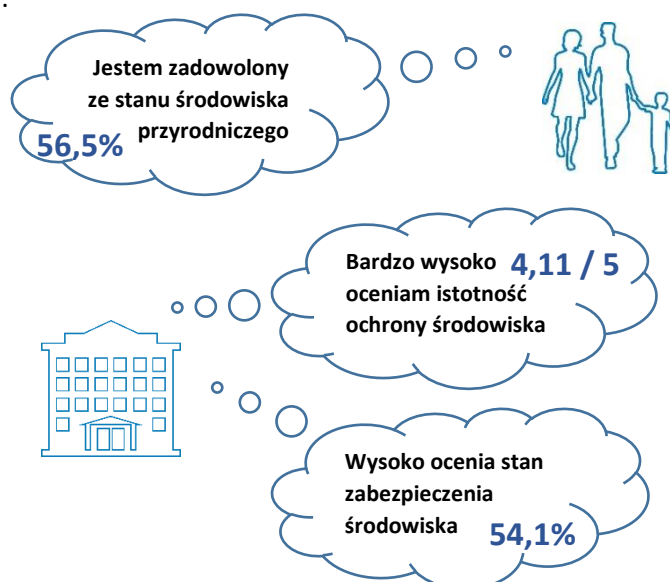 .
Jestem zadowolony
ze stanu środowiska
przyrodniczego
56,5%
Bardzo wysoko 4,11 / 5
oceniam istotność
ochrony środowiska
Wysoko ocenia stan
zabezpieczenia
środowiska 54,1%